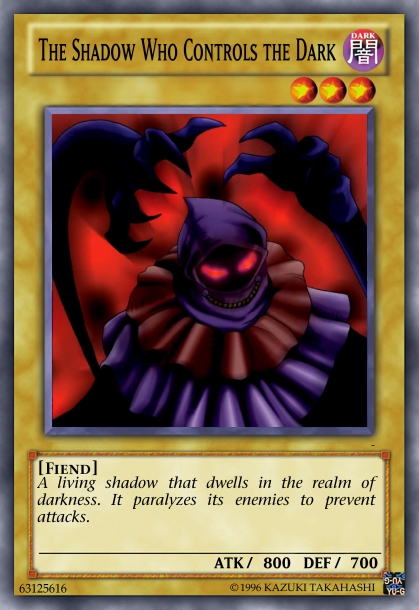 THE SHADOW WHO CONTROLS THE DARK
DARK
闇
[FIEND]
A living shadow that dwells in the realm of
darkness. It paralyzes its enemies to prevent
attacks.
ATK/ 800 DEF/ 700
63125616
©1996 KAZUKI TAKAHASHI
YU-G